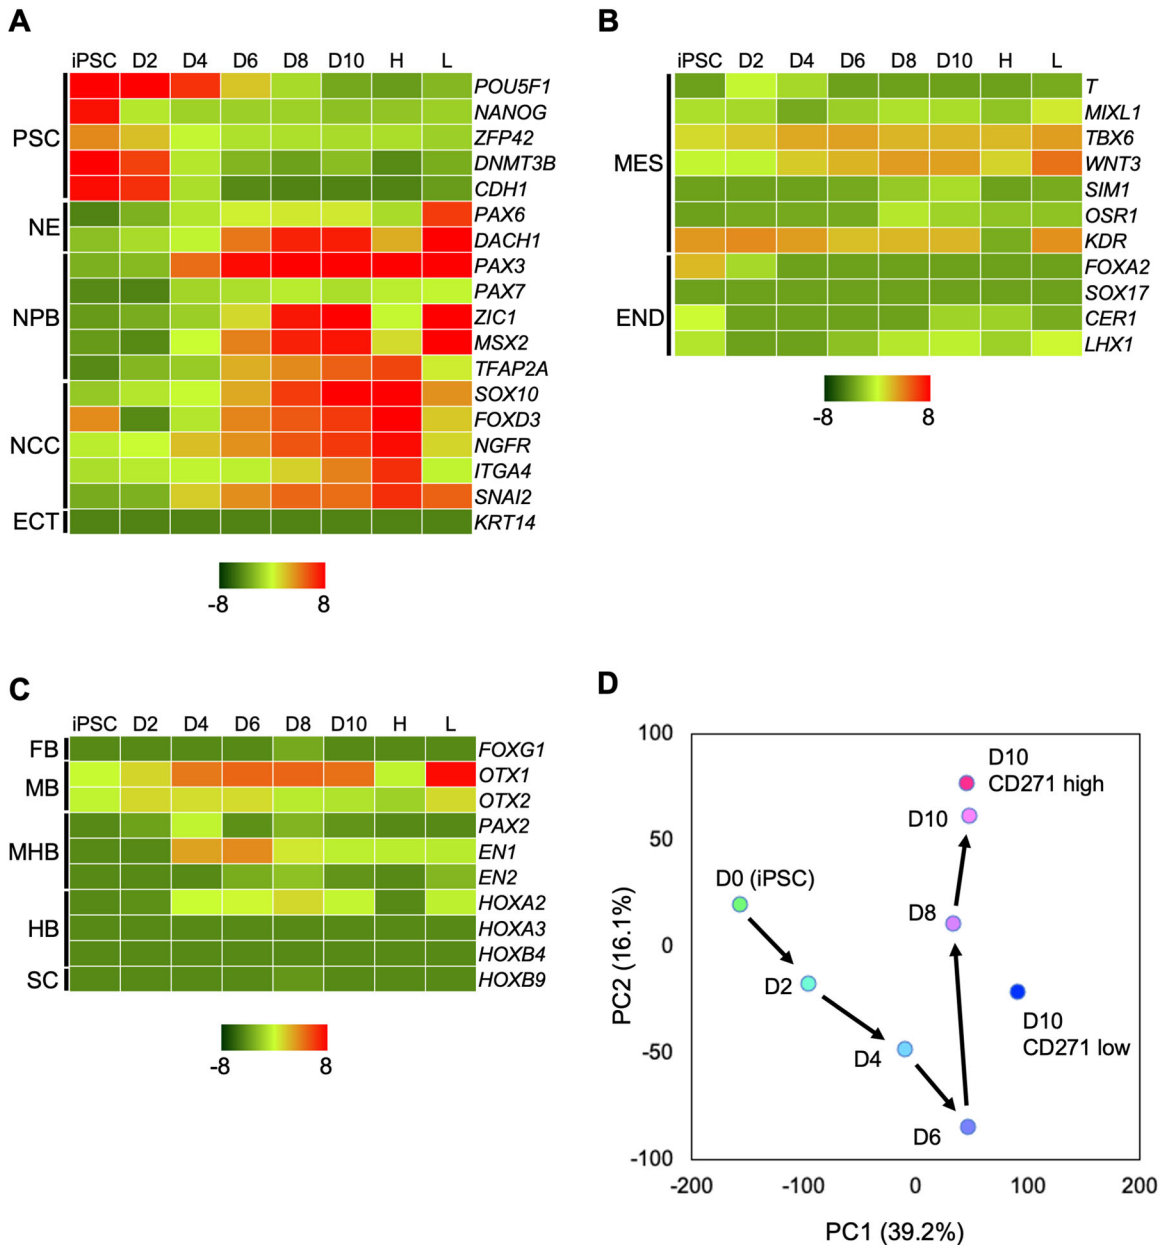 A
iPSC D2 D4 D6 D8 D10 H L
PSC
POU5F1
NANOG
ZFP42
DNMT3B
CDH1
NE
PAX6
DACH1
NPB
PAX3
PAX7
ZIC1
MSX2
TFAP2A
NCC
SOX10
FOXD3
NGFR
ITGA4
SNAI2
ECT
KRT14
-8 8
B
iPSC D2 D4 D6 D8 D10 H L
MES
T
MIXL1
TBX6
WNT3
SIM1
OSR1
KDR
END
FOXA2
SOX17
CER1
LHX1
-8 8
C
iPSC D2 D4 D6 D8 D10 H L
FB
FOXG1
MB
OTX1
OTX2
MHB
PAX2
EN1
EN2
HB
HOXA2
HOXA3
HOXB4
SC
HOXB9
-8 8
D
PC2 (16.1%)
100
50
0
-50
-100
D10
CD271 high
D10
D0 (iPSC)
D8
D2
D10
CD271 low
D4
D6
-200 -100 0 100 200
PC1 (39.2%)